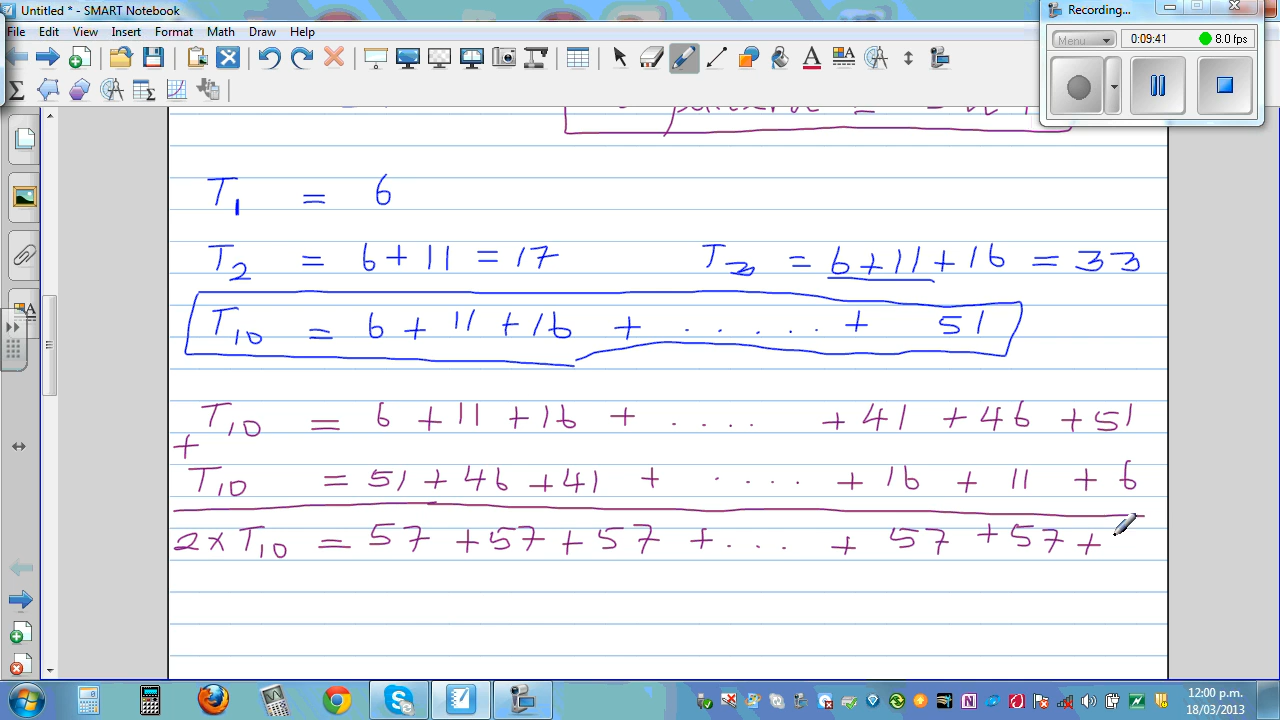 Untitled * - SMART Notebook
Recording...
File Edit View Insert Format Math Draw Help
Menu 0:09:41 8.0 fps
T1 = 6
T2 = 6 + 11 = 17 T3 = 6 + 11 + 16 = 33
T10 = 6 + 11 + 16 + ..... + 51
T10 = 6 + 11 + 16 + .... + 41 + 46 + 51
+
T10 = 51 + 46 + 41 + .... + 16 + 11 + 6
2 × T10 = 57 + 57 + 57 + ... + 57 + 57 +
12:00 p.m.
18/03/2013